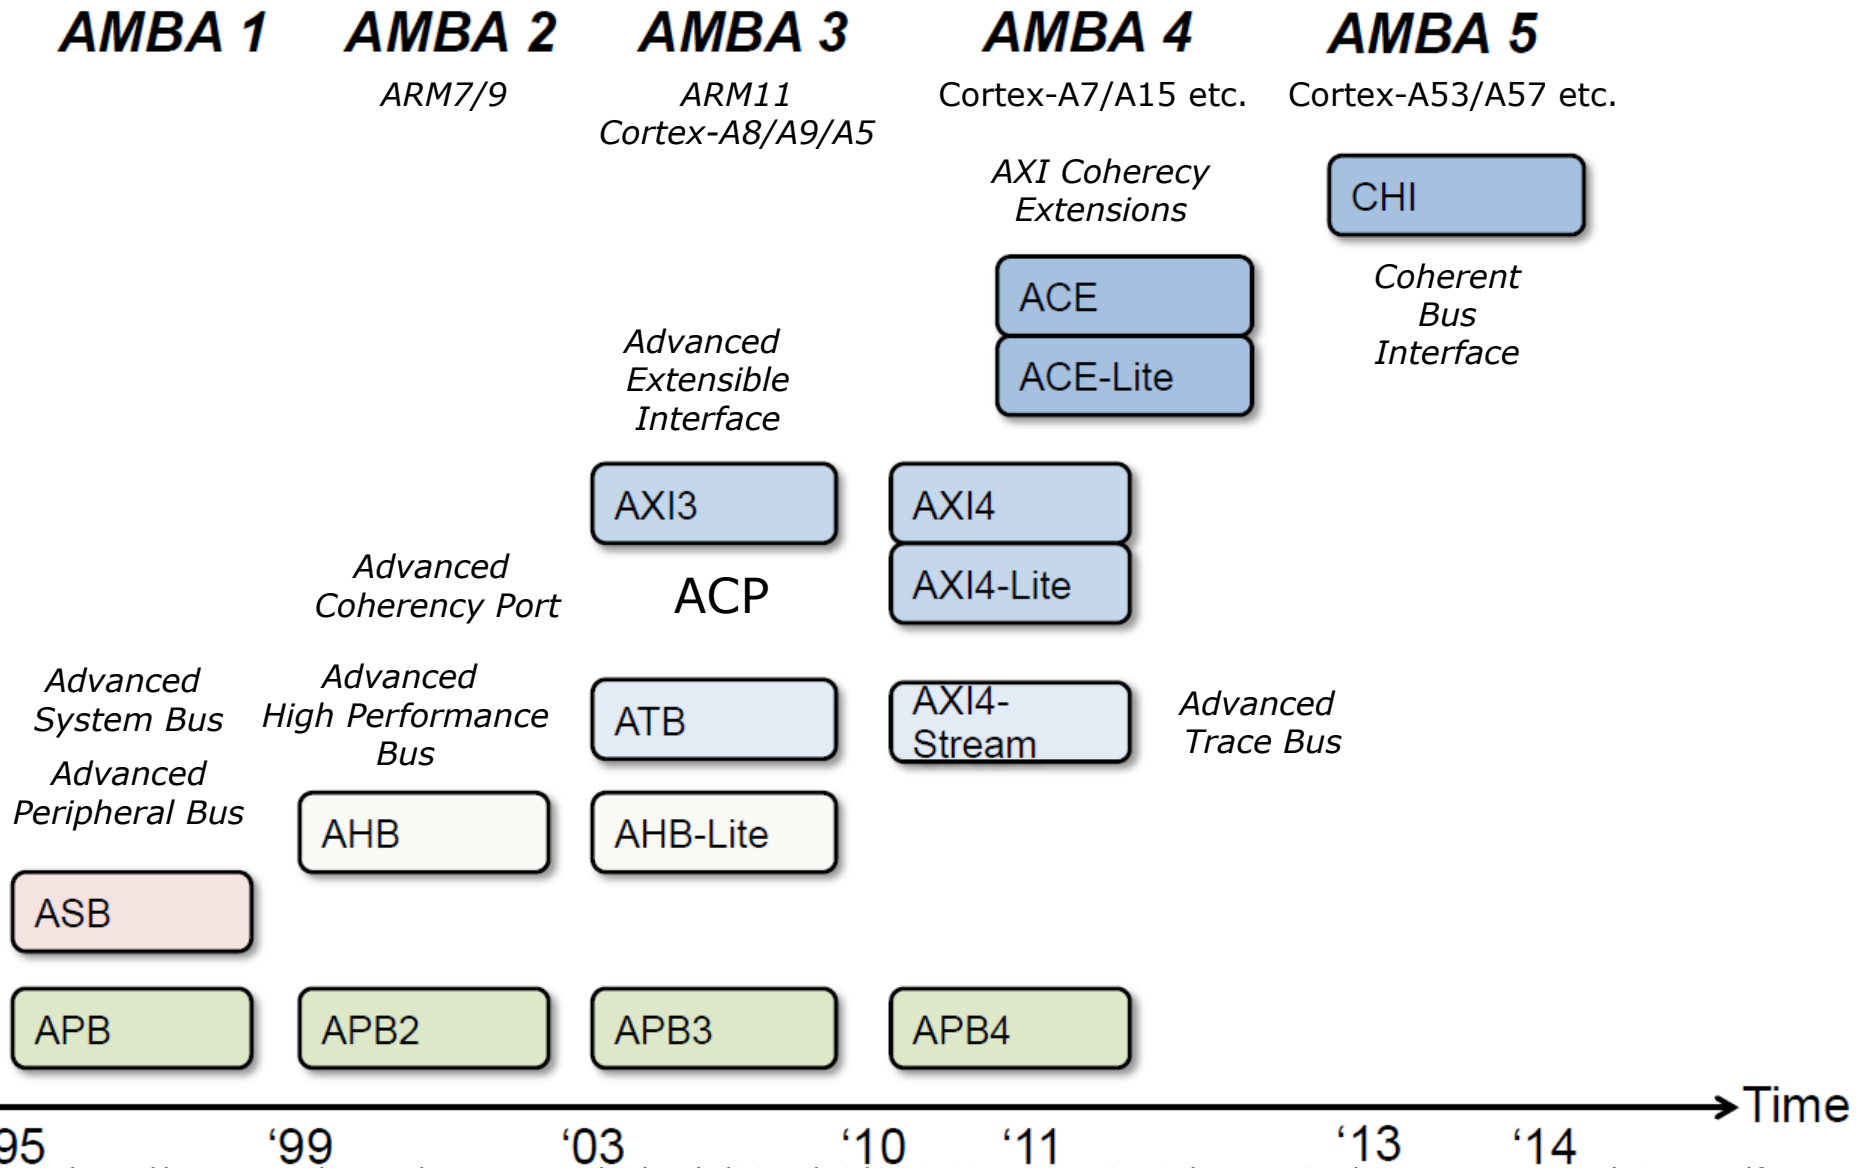 AMBA 1
AMBA 2
AMBA 3
AMBA 4
AMBA 5
ARM7/9
ARM11
Cortex-A8/A9/A5
Cortex-A7/A15 etc.
Cortex-A53/A57 etc.
AXI Coherecy
Extensions
CHI
Coherent
Bus
Interface
ACE
ACE-Lite
Advanced
Extensible
Interface
AXI3
AXI4
AXI4-Lite
Advanced
Coherency Port
ACP
Advanced
System Bus
Advanced
High Performance
Bus
ATB
AXI4-
Stream
Advanced
Trace Bus
Advanced
Peripheral Bus
AHB
AHB-Lite
ASB
APB
APB2
APB3
APB4
Time
95
‘99
‘03
‘10
‘11
‘13
‘14